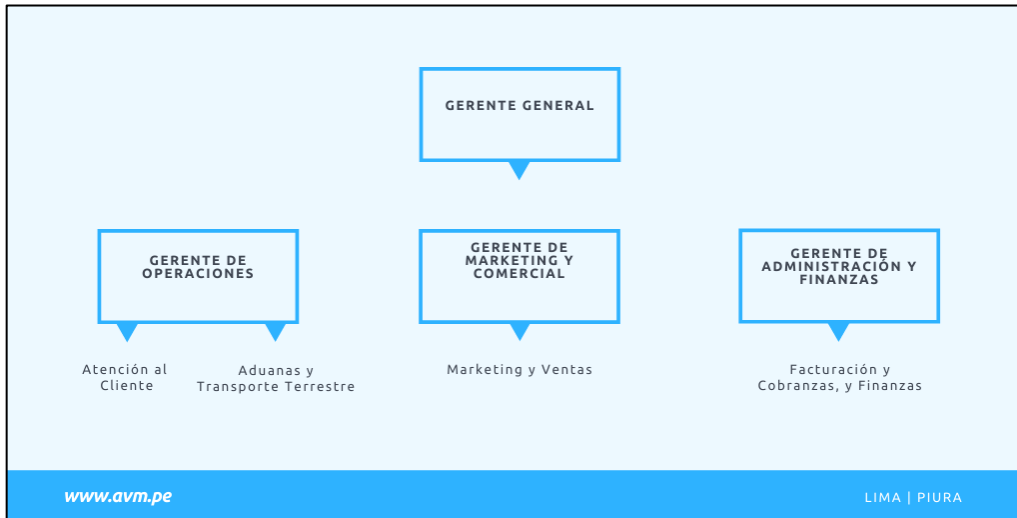 GERENTE GENERAL
GERENTE DE
OPERACIONES
GERENTE DE
MARKETING Y
COMERCIAL
GERENTE DE
ADMINISTRACIÓN Y
FINANZAS
Atención al
Cliente
Aduanas y
Transporte Terrestre
Marketing y Ventas
Facturación y
Cobranzas, y Finanzas
www.avm.pe
LIMA | PIURA